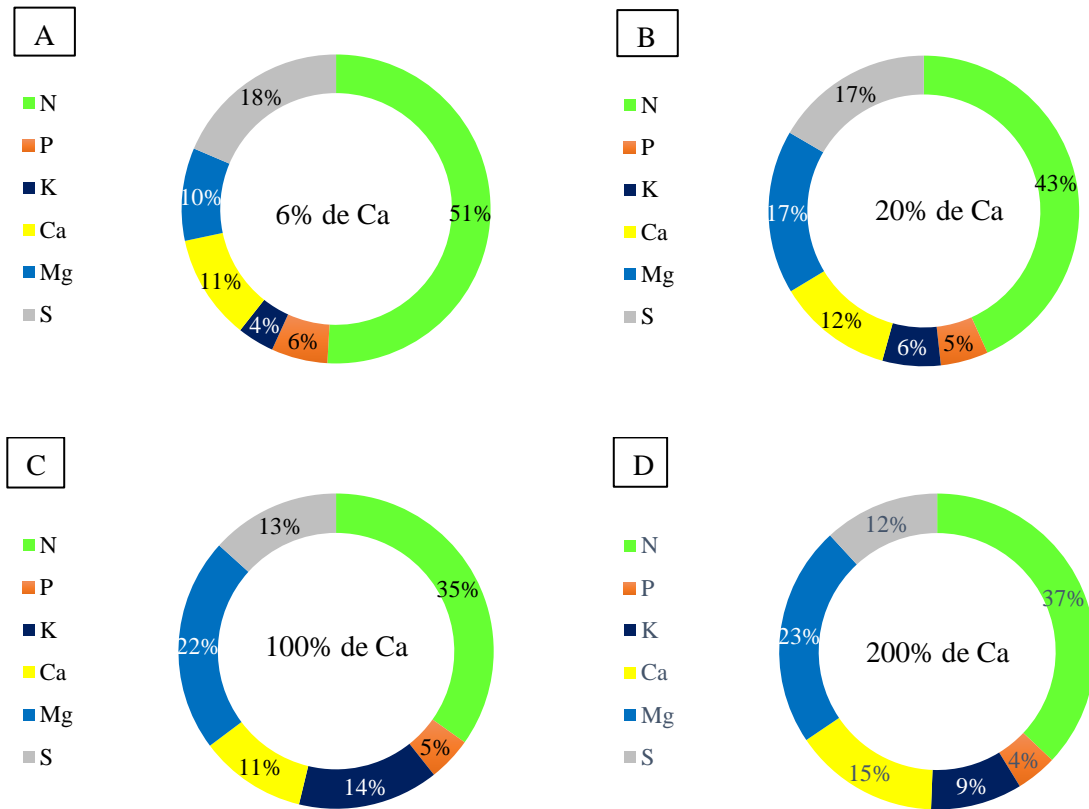 A
N
P
K
Ca
Mg
S
18%
10%
11%
4%
6%
51%
6% de Ca
B
N
P
K
Ca
Mg
S
17%
17%
12%
6%
5%
43%
20% de Ca
C
N
P
K
Ca
Mg
S
13%
22%
11%
14%
5%
35%
100% de Ca
D
N
P
K
Ca
Mg
S
12%
23%
15%
9%
4%
37%
200% de Ca